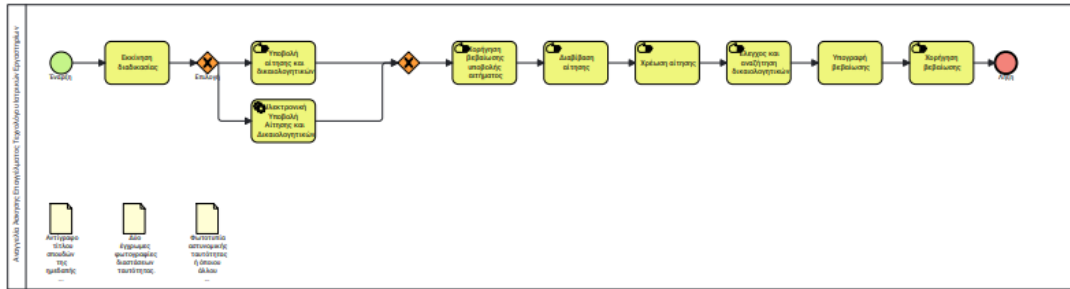 Αναγγελία Άσκησης Επαγγέλματος Τεχνολόγου Ιατρικών Εργαστηρίων
Έναρξη
Εκκίνηση
διαδικασίας
Επιλογή
Υποβολή
αίτησης και
δικαιολογητικών
Ηλεκτρονική
Υποβολή
Αίτησης και
Δικαιολογητικών
Χορήγηση
βεβαίωσης
υποβολής
αιτήματος
Διαβίβαση
αίτησης
Χρέωση αίτησης
Έλεγχος και
αναζήτηση
δικαιολογητικών
Υπογραφή
βεβαίωσης
Χορήγηση
βεβαίωσης
Λήξη
Αντίγραφο
τίτλου
σπουδών
της
ημεδαπής
...
Δύο
έγχρωμες
φωτογραφίες
διαστάσεων
ταυτότητας.
Φωτοτυπία
αστυνομικής
ταυτότητας
ή όποιου
άλλου
...